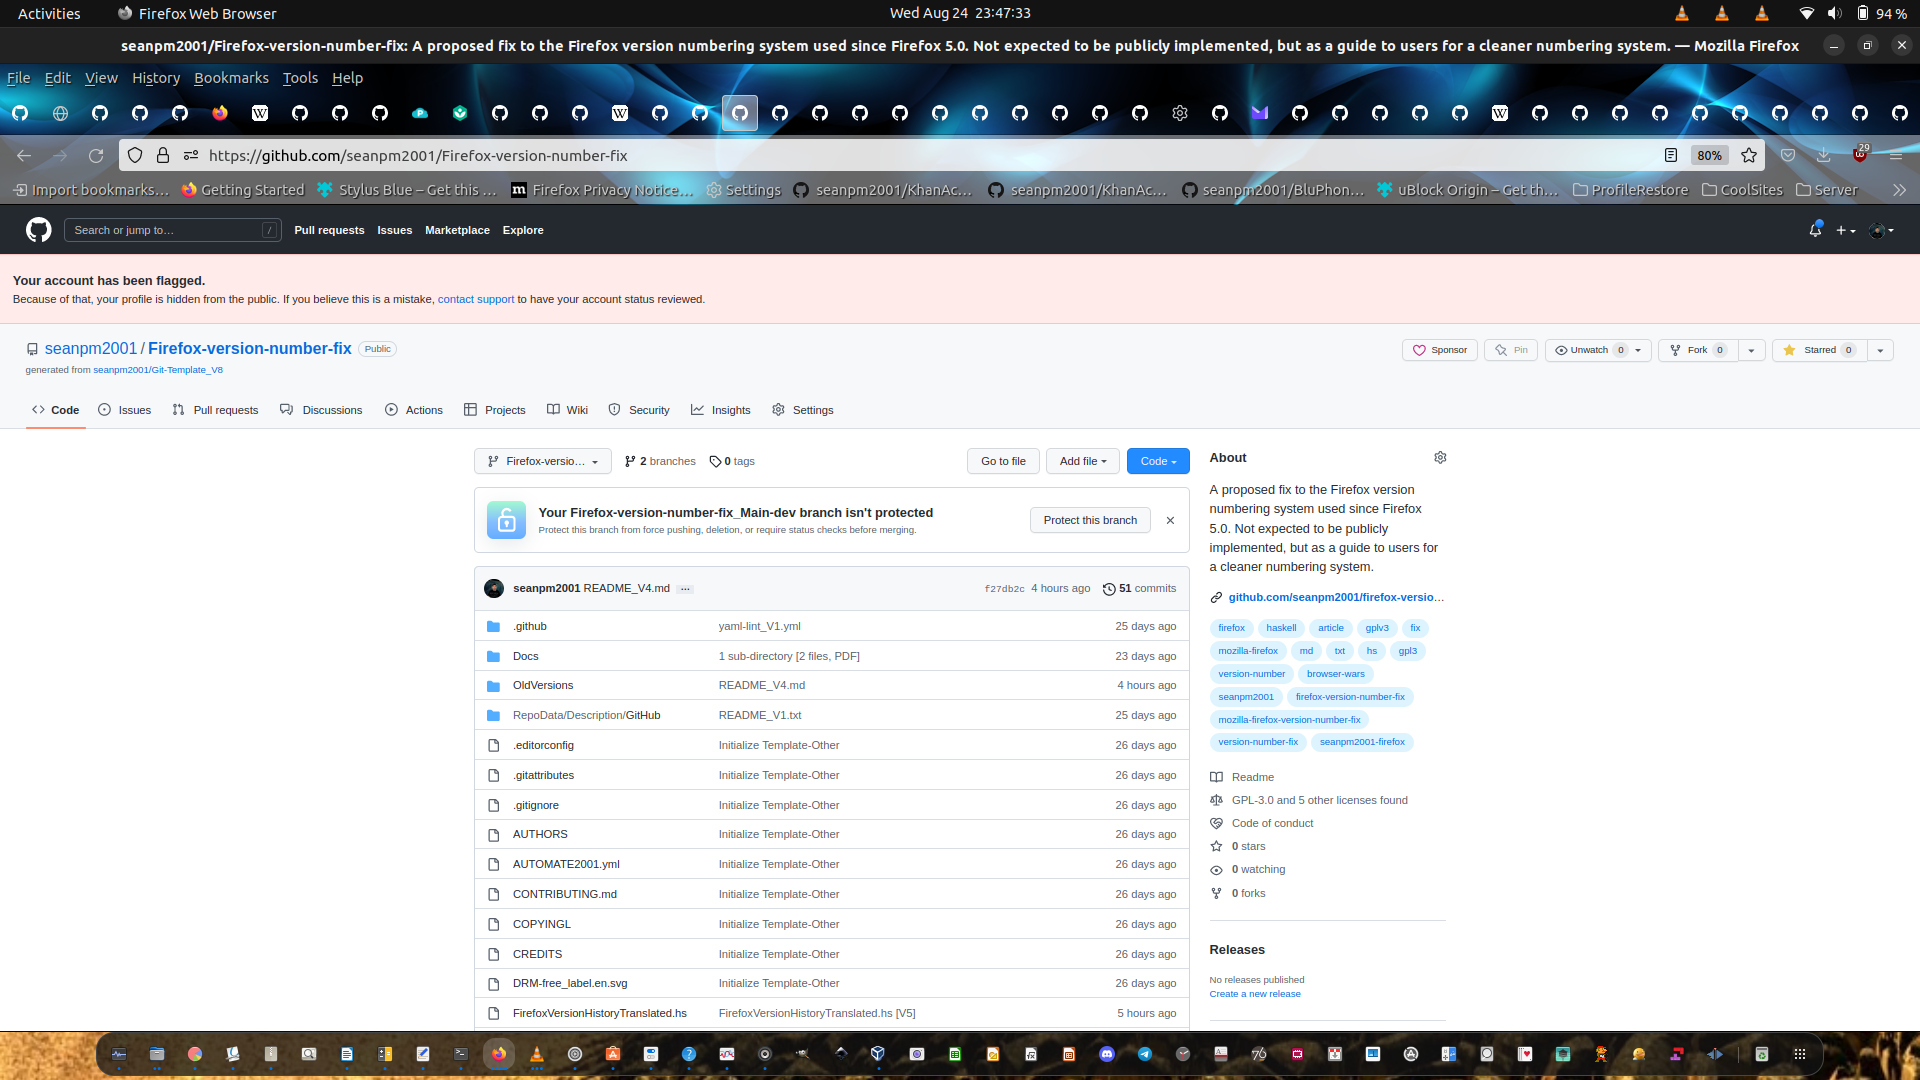 Activities
Firefox Web Browser
Wed Aug 24 23:47:33
94 %
seanpm2001/Firefox-version-number-fix: A proposed fix to the Firefox version numbering system used since Firefox 5.0. Not expected to be publicly implemented, but as a guide to users for a cleaner numbering system. — Mozilla Firefox
File Edit View History Bookmarks Tools Help
https://github.com/seanpm2001/Firefox-version-number-fix
80%
29
Import bookmarks…
Getting Started
Stylus Blue – Get this …
Firefox Privacy Notice…
Settings
seanpm2001/KhanAc…
seanpm2001/KhanAc…
seanpm2001/BluPhon…
uBlock Origin – Get th…
ProfileRestore
CoolSites
Server
Search or jump to…
/
Pull requests
Issues
Marketplace
Explore
Your account has been flagged.
Because of that, your profile is hidden from the public. If you believe this is a mistake, contact support to have your account status reviewed.
seanpm2001 / Firefox-version-number-fix Public
generated from seanpm2001/Git-Template_V8
Sponsor
Pin
Unwatch 0
Fork 0
Starred 0
Code
Issues
Pull requests
Discussions
Actions
Projects
Wiki
Security
Insights
Settings
Firefox-versio…
2 branches
0 tags
Go to file
Add file
Code
Your Firefox-version-number-fix_Main-dev branch isn't protected
Protect this branch from force pushing, deletion, or require status checks before merging.
Protect this branch
seanpm2001 README_V4.md …
f27db2c 4 hours ago
51 commits
.github yaml-lint_V1.yml 25 days ago
Docs 1 sub-directory [2 files, PDF] 23 days ago
OldVersions README_V4.md 4 hours ago
RepoData/Description/GitHub README_V1.txt 25 days ago
.editorconfig Initialize Template-Other 26 days ago
.gitattributes Initialize Template-Other 26 days ago
.gitignore Initialize Template-Other 26 days ago
AUTHORS Initialize Template-Other 26 days ago
AUTOMATE2001.yml Initialize Template-Other 26 days ago
CONTRIBUTING.md Initialize Template-Other 26 days ago
COPYINGL Initialize Template-Other 26 days ago
CREDITS Initialize Template-Other 26 days ago
DRM-free_label.en.svg Initialize Template-Other 26 days ago
FirefoxVersionHistoryTranslated.hs FirefoxVersionHistoryTranslated.hs [V5] 5 hours ago
About
A proposed fix to the Firefox version
numbering system used since Firefox
5.0. Not expected to be publicly
implemented, but as a guide to users for
a cleaner numbering system.
github.com/seanpm2001/firefox-versio…
firefox haskell article gplv3 fix
mozilla-firefox md txt hs gpl3
version-number browser-wars
seanpm2001 firefox-version-number-fix
mozilla-firefox-version-number-fix
version-number-fix seanpm2001-firefox
Readme
GPL-3.0 and 5 other licenses found
Code of conduct
0 stars
0 watching
0 forks
Releases
No releases published
Create a new release